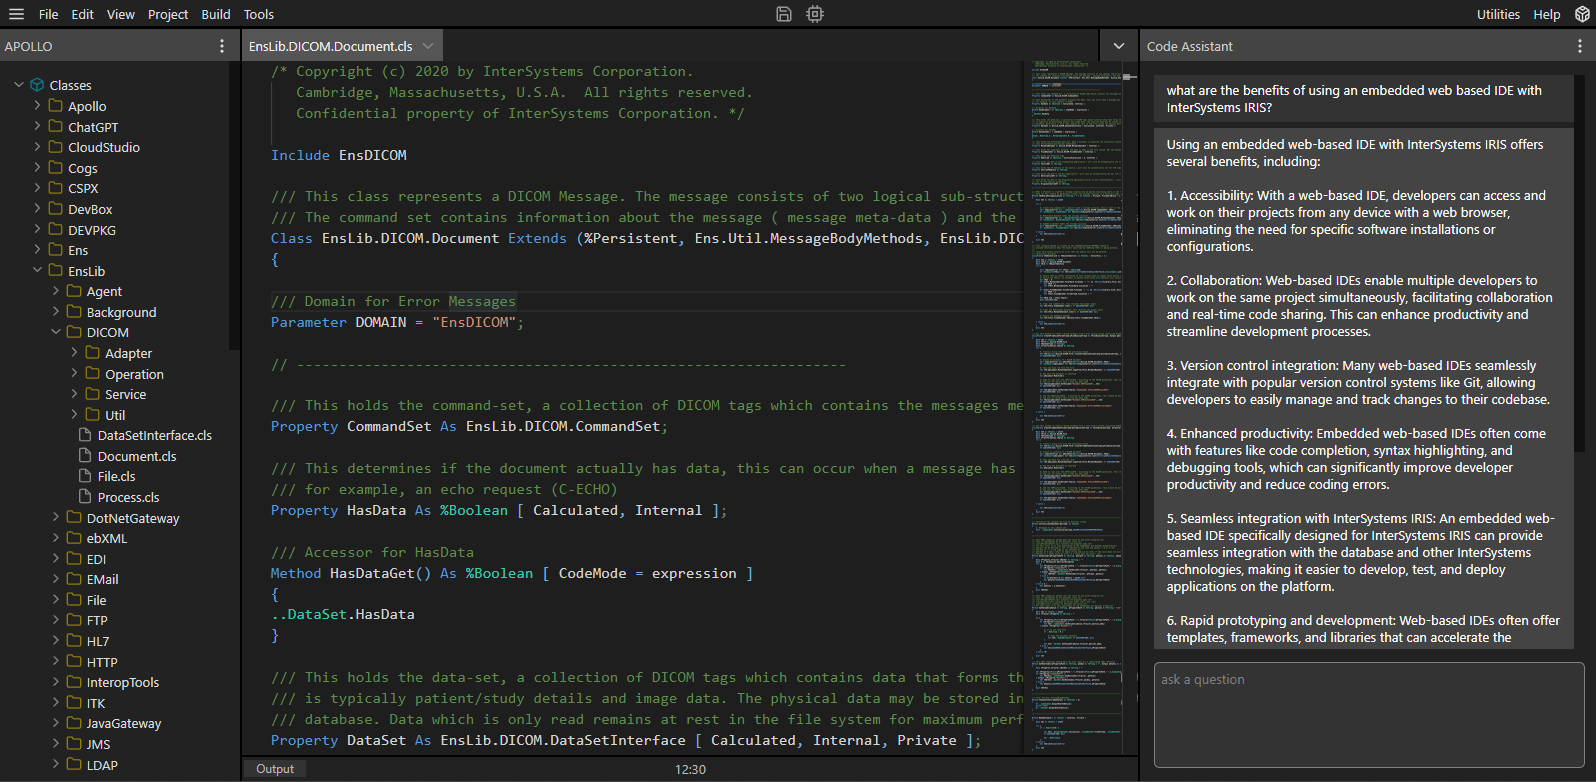 File Edit View Project Build Tools
Utilities Help
APOLLO
Classes
Apollo
ChatGPT
CloudStudio
Cogs
CSPX
DevBox
DEVPKG
Ens
EnsLib
Agent
Background
DICOM
Adapter
Operation
Service
Util
DataSetInterface.cls
Document.cls
File.cls
Process.cls
DotNetGateway
ebXML
EDI
EMail
File
FTP
HL7
HTTP
InteropTools
ITK
JavaGateway
JMS
LDAP
EnsLib.DICOM.Document.cls
/* Copyright (c) 2020 by InterSystems Corporation.
Cambridge, Massachusetts, U.S.A.  All rights reserved.
Confidential property of InterSystems Corporation. */
Include EnsDICOM
/// This class represents a DICOM Message. The message consists of two logical sub-struct
/// The command set contains information about the message ( message meta-data ) and the
Class EnsLib.DICOM.Document Extends (%Persistent, Ens.Util.MessageBodyMethods, EnsLib.DIC
{
/// Domain for Error Messages
Parameter DOMAIN = "EnsDICOM";
// -----------------------------------------------------------------
/// This holds the command-set, a collection of DICOM tags which contains the messages me
Property CommandSet As EnsLib.DICOM.CommandSet;
/// This determines if the document actually has data, this can occur when a message has
/// for example, an echo request (C-ECHO)
Property HasData As %Boolean [ Calculated, Internal ];
/// Accessor for HasData
Method HasDataGet() As %Boolean [ CodeMode = expression ]
{
..DataSet.HasData
}
/// This holds the data-set, a collection of DICOM tags which contains data that forms th
/// is typically patient/study details and image data. The physical data may be stored in
/// database. Data which is only read remains at rest in the file system for maximum perf
Property DataSet As EnsLib.DICOM.DataSetInterface [ Calculated, Internal, Private ];
Output
12:30
Code Assistant
what are the benefits of using an embedded web based IDE with
InterSystems IRIS?
Using an embedded web-based IDE with InterSystems IRIS offers
several benefits, including:
1. Accessibility: With a web-based IDE, developers can access and
work on their projects from any device with a web browser,
eliminating the need for specific software installations or
configurations.
2. Collaboration: Web-based IDEs enable multiple developers to
work on the same project simultaneously, facilitating collaboration
and real-time code sharing. This can enhance productivity and
streamline development processes.
3. Version control integration: Many web-based IDEs seamlessly
integrate with popular version control systems like Git, allowing
developers to easily manage and track changes to their codebase.
4. Enhanced productivity: Embedded web-based IDEs often come
with features like code completion, syntax highlighting, and
debugging tools, which can significantly improve developer
productivity and reduce coding errors.
5. Seamless integration with InterSystems IRIS: An embedded web-
based IDE specifically designed for InterSystems IRIS can provide
seamless integration with the database and other InterSystems
technologies, making it easier to develop, test, and deploy
applications on the platform.
6. Rapid prototyping and development: Web-based IDEs often offer
templates, frameworks, and libraries that can accelerate the
ask a question